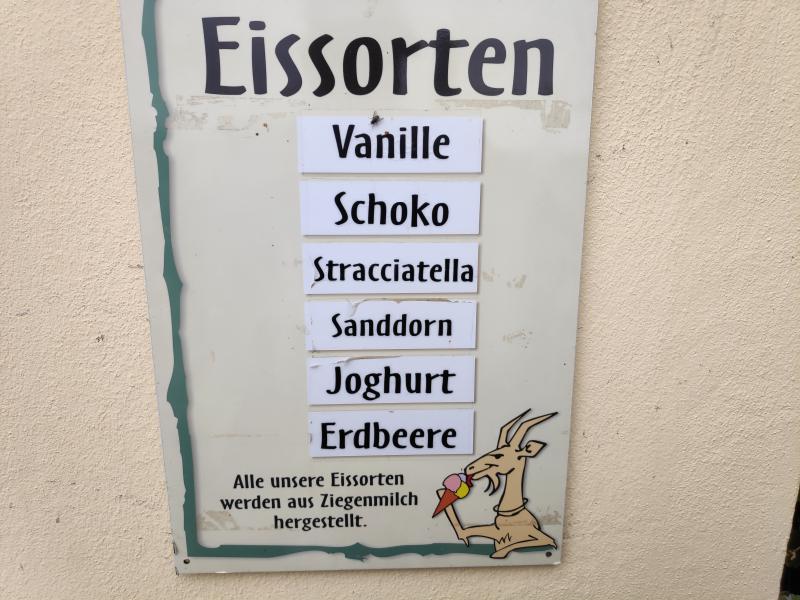 Eissorten
Vanille
Schoko
Stracciatella
Sanddorn
Joghurt
Erdbeere
Alle unsere Eissorten
werden aus Ziegenmilch
hergestellt.